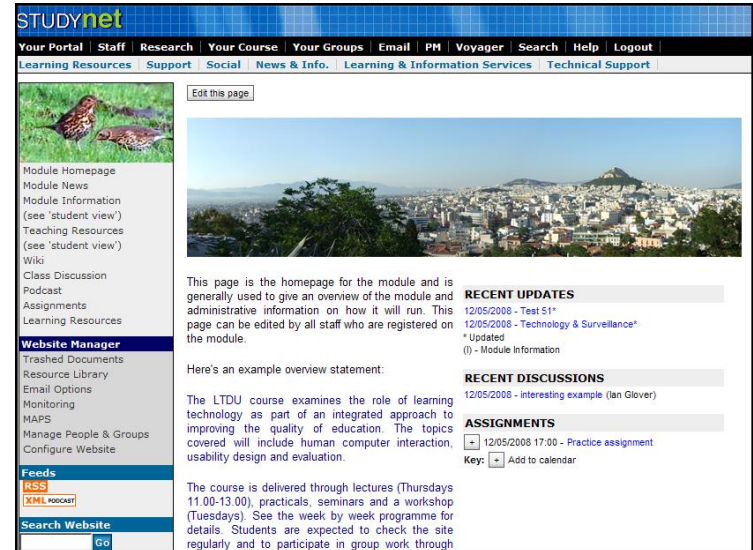 STUDYnet
Your Portal | Staff | Research | Your Course | Your Groups | Email | PM | Voyager | Search | Help | Logout |
Learning Resources | Support | Social | News & Info. | Learning & Information Services | Technical Support |
Edit this page
Module Homepage
Module News
Module Information
(see 'student view')
Teaching Resources
(see 'student view')
Wiki
Class Discussion
Podcast
Assignments
Learning Resources
Website Manager
Trashed Documents
Resource Library
Email Options
Monitoring
MAPS
Manage People & Groups
Configure Website
Feeds
RSS
XML PODCAST
Search Website
Go
This page is the homepage for the module and is
generally used to give an overview of the module and
administrative information on how it will run. This
page can be edited by all staff who are registered on
the module.
Here's an example overview statement:
The LTDU course examines the role of learning
technology as part of an integrated approach to
improving the quality of education. The topics
covered will include human computer interaction,
usability design and evaluation.
The course is delivered through lectures (Thursdays
11.00-13.00), practicals, seminars and a workshop
(Tuesdays). See the week by week programme for
details. Students are expected to check the site
regularly and to participate in group work through
RECENT UPDATES
12/05/2008 - Test 51*
12/05/2008 - Technology & Surveillance*
* Updated
(I) - Module Information
RECENT DISCUSSIONS
12/05/2008 - interesting example (Ian Glover)
ASSIGNMENTS
+ 12/05/2008 17:00 - Practice assignment
Key: + Add to calendar